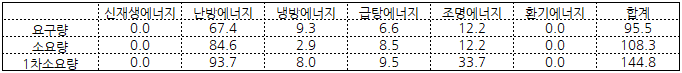 신재생에너지 난방에너지 냉방에너지 급탕에너지 조명에너지 환기에너지 합계
요구량 0.0 67.4 9.3 6.6 12.2 0.0 95.5
소요량 0.0 84.6 2.9 8.5 12.2 0.0 108.3
1차소요량 0.0 93.7 8.0 9.5 33.7 0.0 144.8